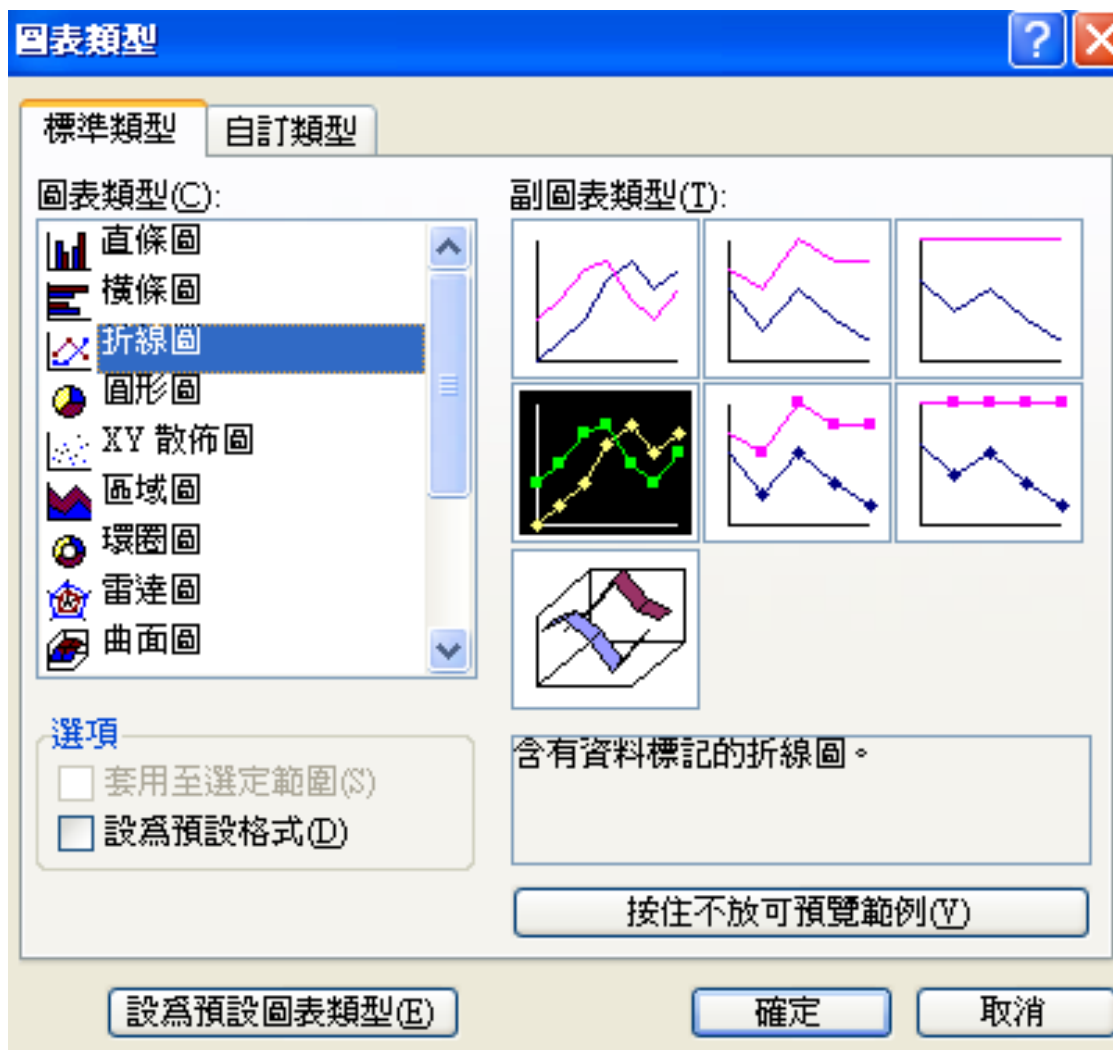 圖表類型
標準類型
自訂類型
圖表類型(C):
直條圖
橫條圖
折線圖
圓形圖
XY 散佈圖
區域圖
環圈圖
雷達圖
曲面圖
副圖表類型(T):
選項
套用至選定範圍(S)
設為預設格式(D)
含有資料標記的折線圖。
按住不放可預覽範例(V)
設為預設圖表類型(E)
確定
取消